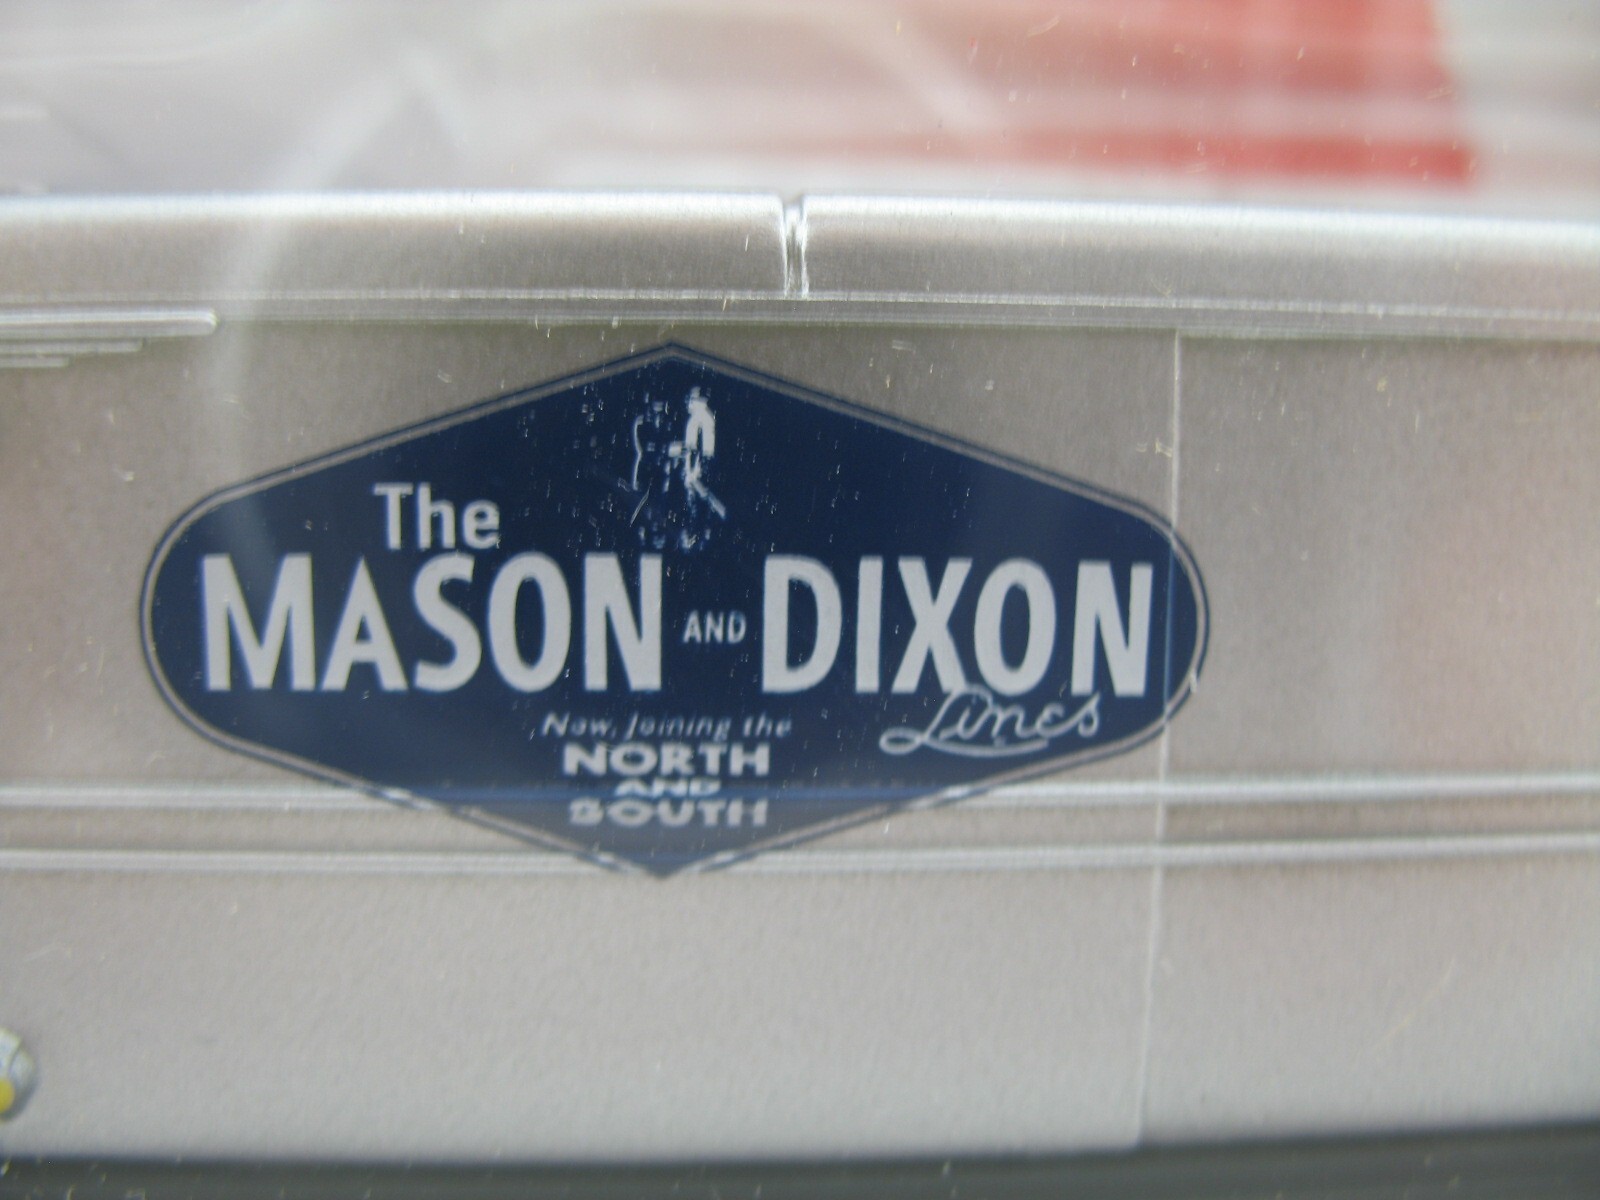 The
MASON AND DIXON
Lines
Now, Joining the
NORTH
AND
SOUTH